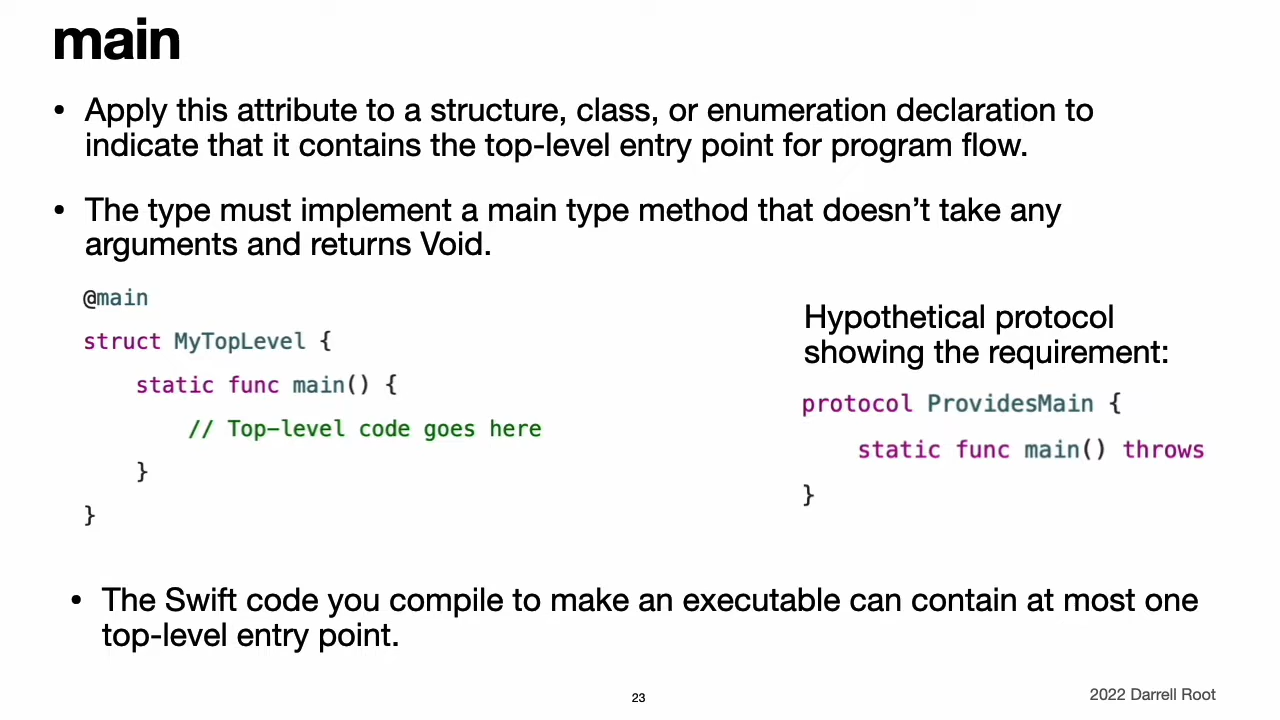 main
• Apply this attribute to a structure, class, or enumeration declaration to
indicate that it contains the top-level entry point for program flow.
• The type must implement a main type method that doesn’t take any
arguments and returns Void.
@main
struct MyTopLevel {
static func main() {
// Top-level code goes here
}
}
Hypothetical protocol
showing the requirement:
protocol ProvidesMain {
static func main() throws
}
• The Swift code you compile to make an executable can contain at most one
top-level entry point.
23
2022 Darrell Root